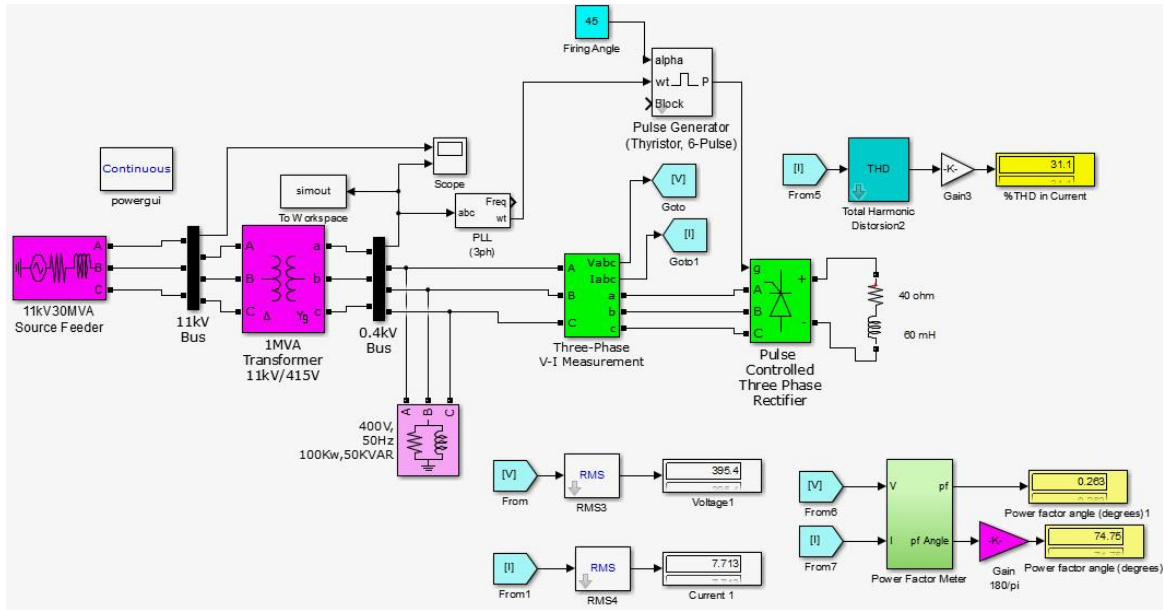 45
Firing Angle
alpha
wt
P
Block
Pulse Generator
(Thyristor, 6-Pulse)
Continuous
powergui
Scope
simout
To Workspace
abc
Freq
wt
PLL
(3ph)
[V]
Goto
[I]
Goto1
[I]
From5
THD
Total Harmonic
Distorsion2
-K-
Gain3
31.1
%THD in Current
A
B
C
11kV30MVA
Source Feeder
11kV
Bus
A
B
C
a
b
c
Δ
Yg
1MVA
Transformer
11kV/415V
0.4kV
Bus
A
B
C
Vabc
Iabc
a
b
c
Three-Phase
V-I Measurement
g
A
B
C
+
-
Pulse
Controlled
Three Phase
Rectifier
40 ohm
60 mH
A
B
C
400V,
50Hz
100Kw,50KVAR
[V]
From
RMS
RMS3
395.4
Voltage1
[I]
From1
RMS
RMS4
7.713
Current 1
[V]
From6
[I]
From7
V
I
pf
pf Angle
Power Factor Meter
0.263
Power factor angle (degrees)1
-K-
Gain
180/pi
74.75
Power factor angle (degrees)